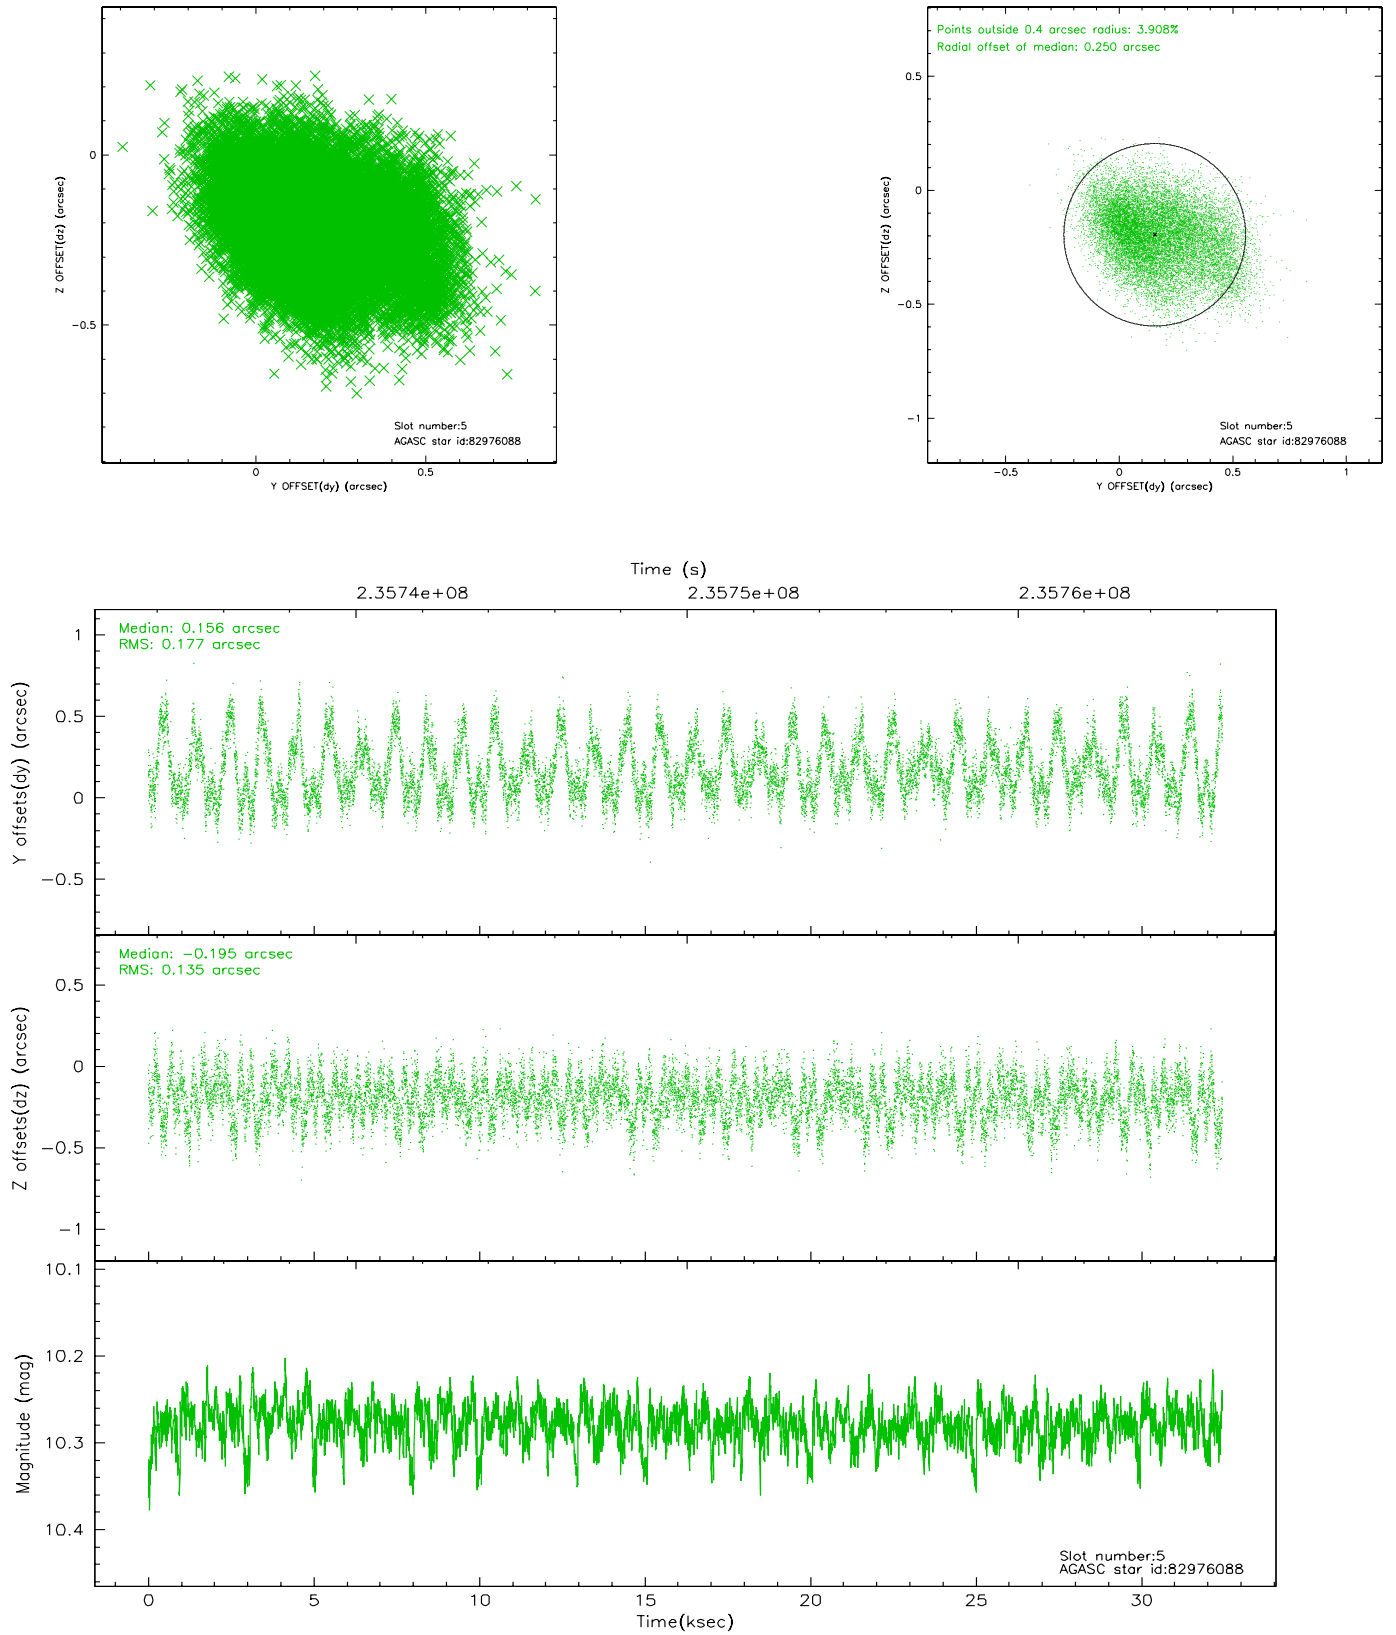 0
−0.5
Z OFFSET(dz) (arcsec)
0
0.5
Y OFFSET(dy) (arcsec)
Slot number:5
AGASC star id:82976088
Points outside 0.4 arcsec radius: 3.908%
Radial offset of median: 0.250 arcsec
0.5
0
−0.5
−1
Z OFFSET(dz) (arcsec)
−0.5
0
0.5
1
Y OFFSET(dy) (arcsec)
Slot number:5
AGASC star id:82976088
Time (s)
2.3574e+08
2.3575e+08
2.3576e+08
Median: 0.156 arcsec
RMS: 0.177 arcsec
1
0.5
0
−0.5
Y offsets(dy) (arcsec)
Median: −0.195 arcsec
RMS: 0.135 arcsec
0.5
0
−0.5
−1
Z offsets(dz) (arcsec)
10.1
10.2
10.3
10.4
Magnitude (mag)
Slot number:5
AGASC star id:82976088
0
5
10
15
20
25
30
Time(ksec)